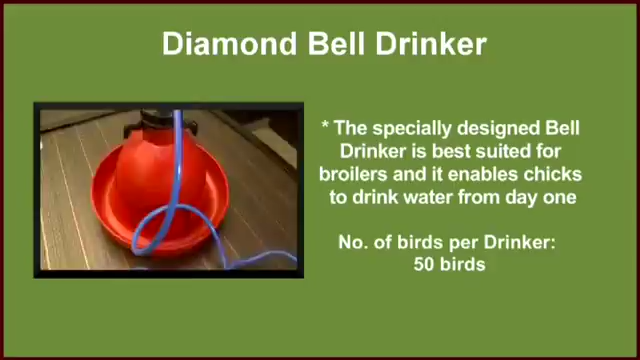 Diamond Bell Drinker
* The specially designed Bell
Drinker is best suited for
broilers and it enables chicks
to drink water from day one
No. of birds per Drinker:
50 birds